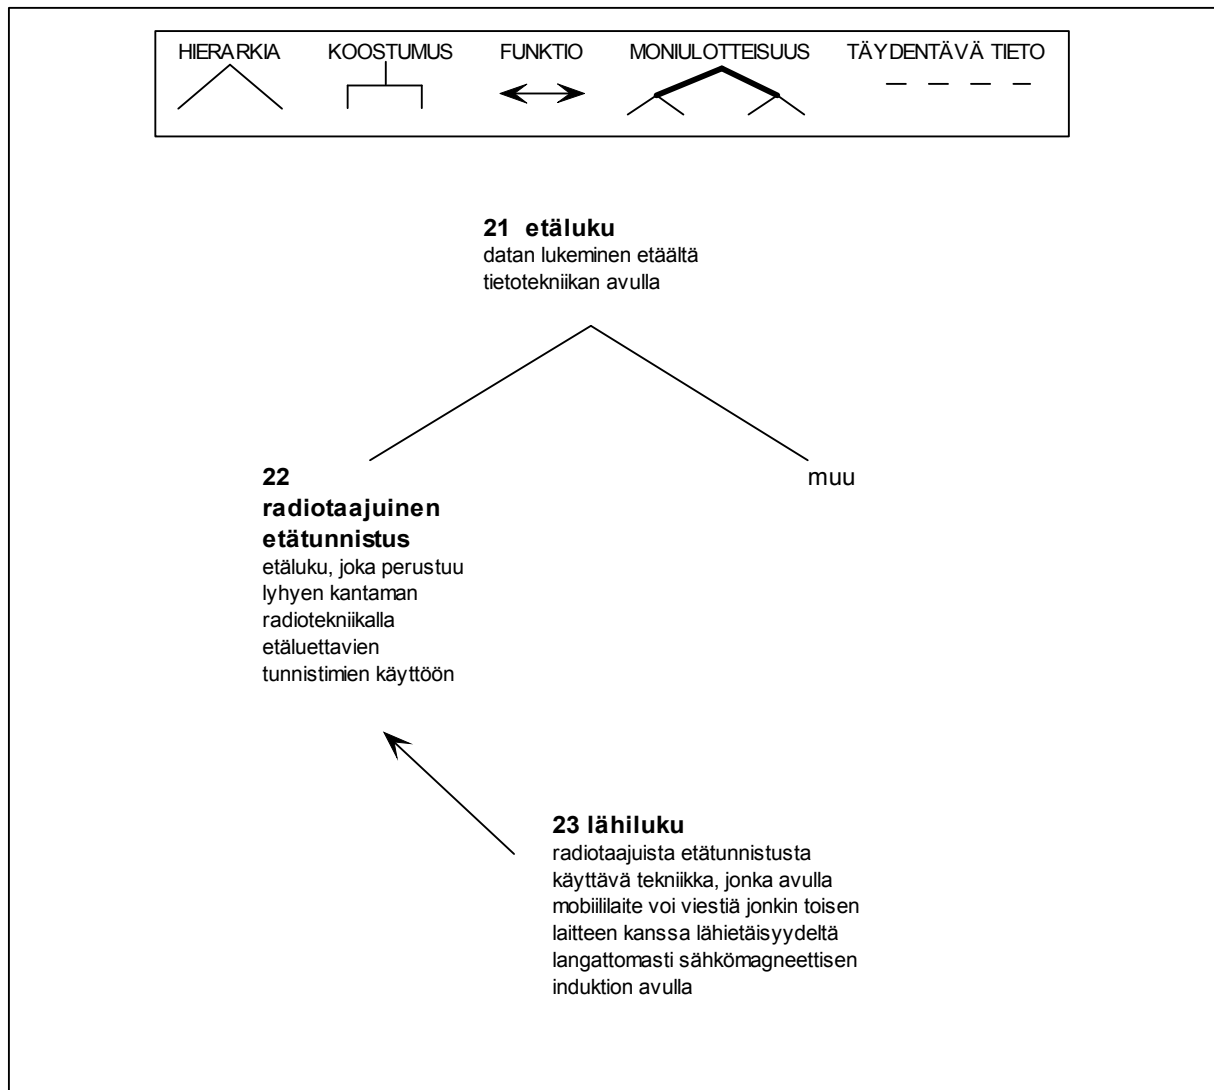 HIERARKIA KOOSTUMUS FUNKTIO MONIULOTTEISUUS TÄYDENTÄVÄ TIETO
21 etäluku
datan lukeminen etäältä
tietotekniikan avulla
22
radiotaajuinen
etätunnistus
etäluku, joka perustuu
lyhyen kantaman
radiotekniikalla
etäluettavien
tunnistimien käyttöön
muu
23 lähiluku
radiotaajuista etätunnistusta
käyttävä tekniikka, jonka avulla
mobiililaite voi viestiä jonkin toisen
laitteen kanssa lähietäisyydeltä
langattomasti sähkömagneettisen
induktion avulla